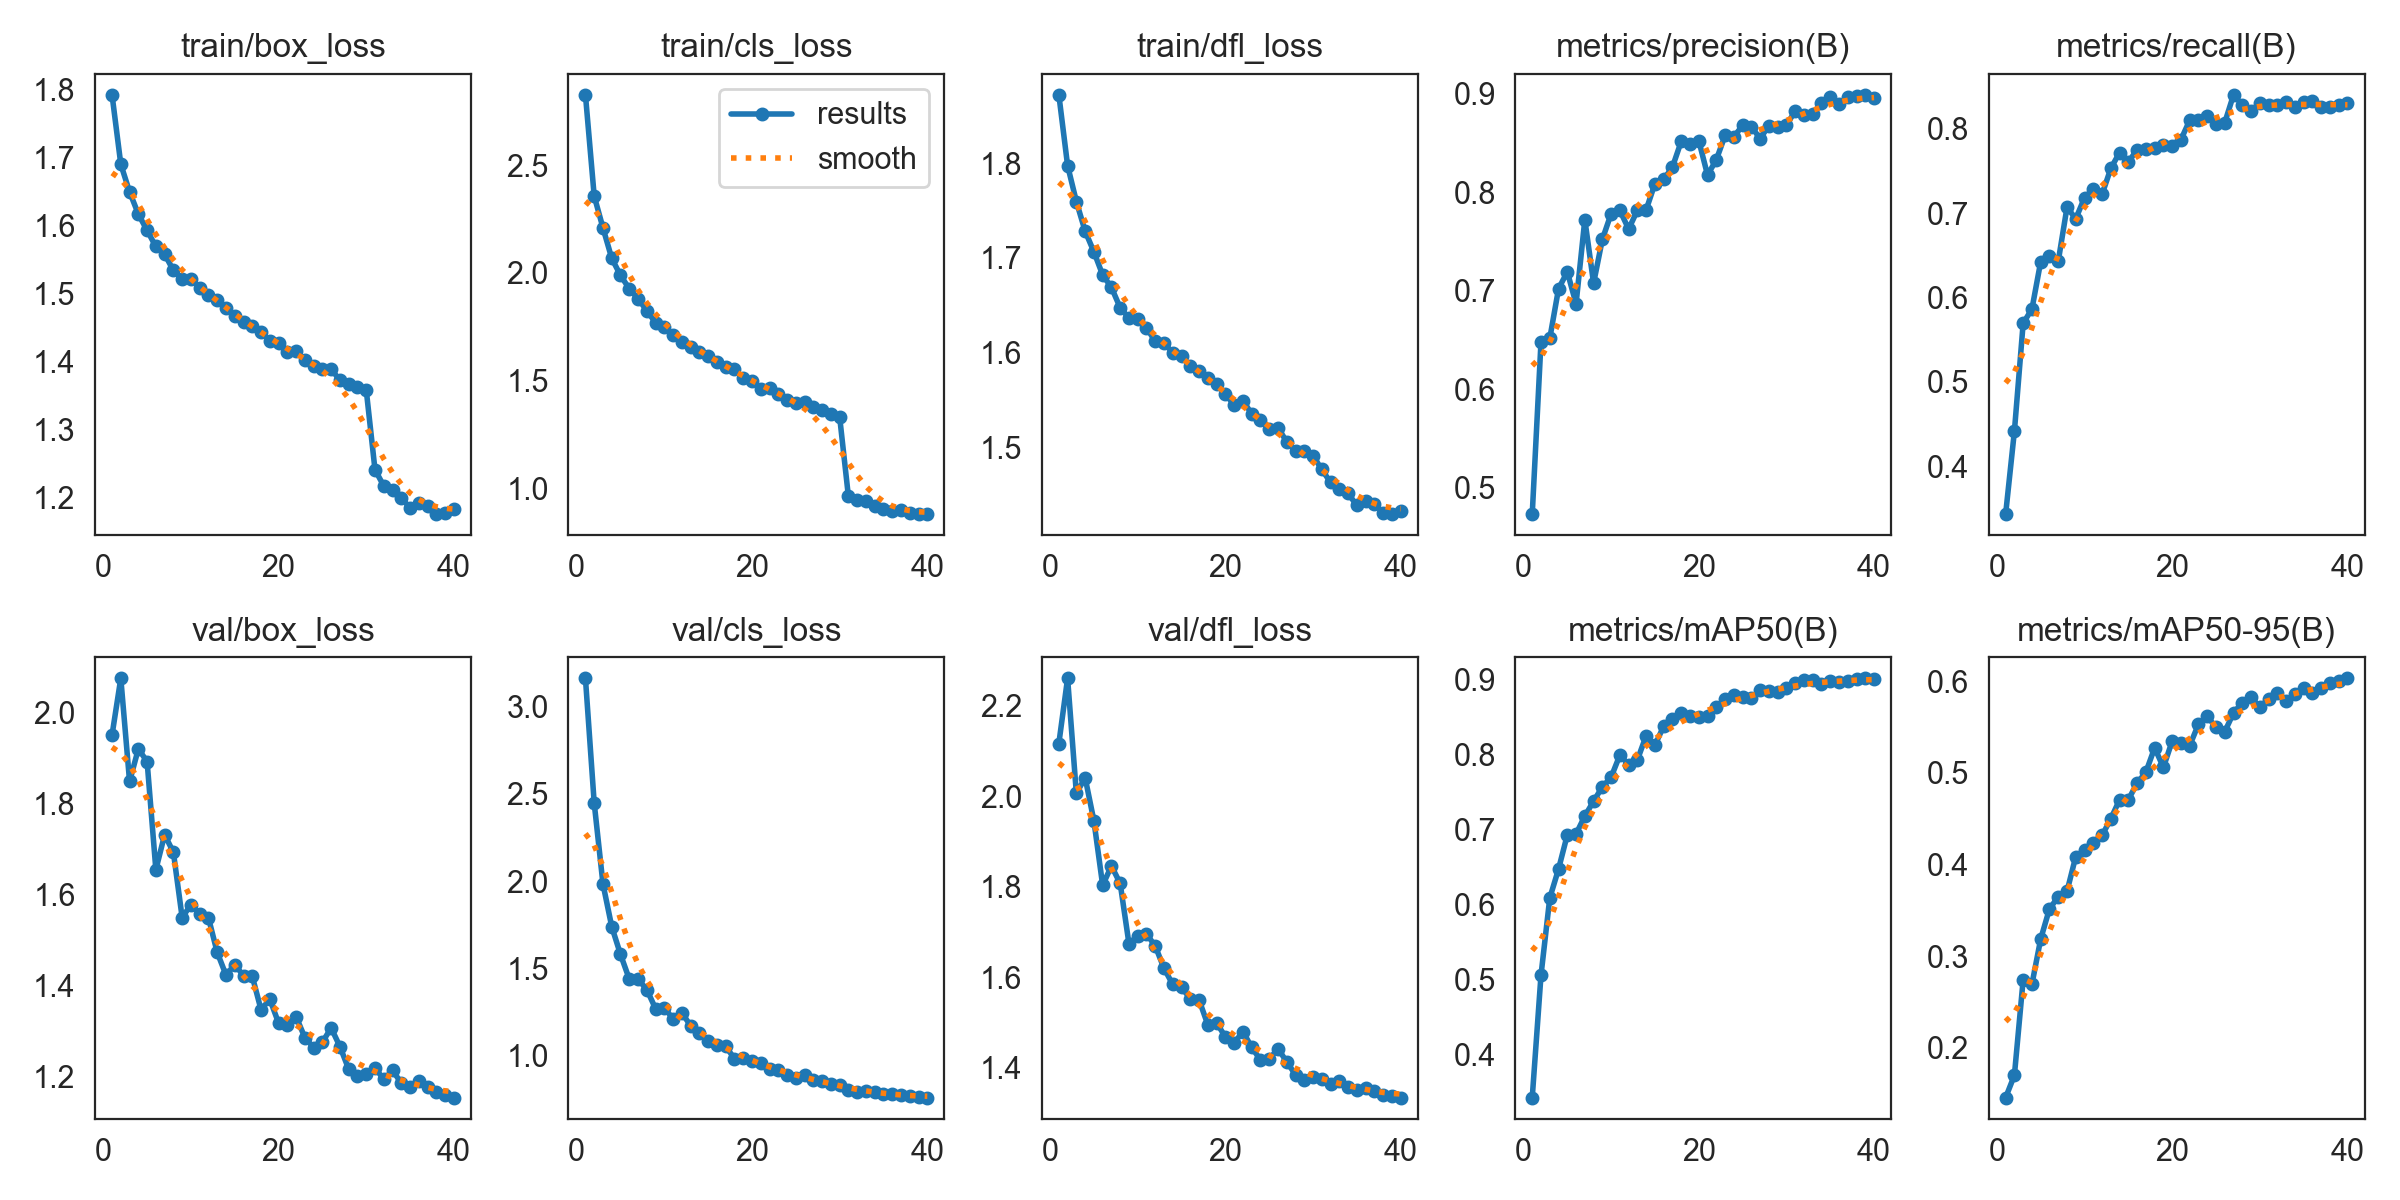 train/box_loss
train/cls_loss
train/dfl_loss
metrics/precision(B)
metrics/recall(B)
1.8
1.7
1.6
1.5
1.4
1.3
1.2
0 20 40
results
smooth
2.5
2.0
1.5
1.0
0 20 40
1.8
1.7
1.6
1.5
0 20 40
0.9
0.8
0.7
0.6
0.5
0 20 40
0.8
0.7
0.6
0.5
0.4
0 20 40
val/box_loss
val/cls_loss
val/dfl_loss
metrics/mAP50(B)
metrics/mAP50-95(B)
2.0
1.8
1.6
1.4
1.2
0 20 40
3.0
2.5
2.0
1.5
1.0
0 20 40
2.2
2.0
1.8
1.6
1.4
0 20 40
0.9
0.8
0.7
0.6
0.5
0.4
0 20 40
0.6
0.5
0.4
0.3
0.2
0 20 40